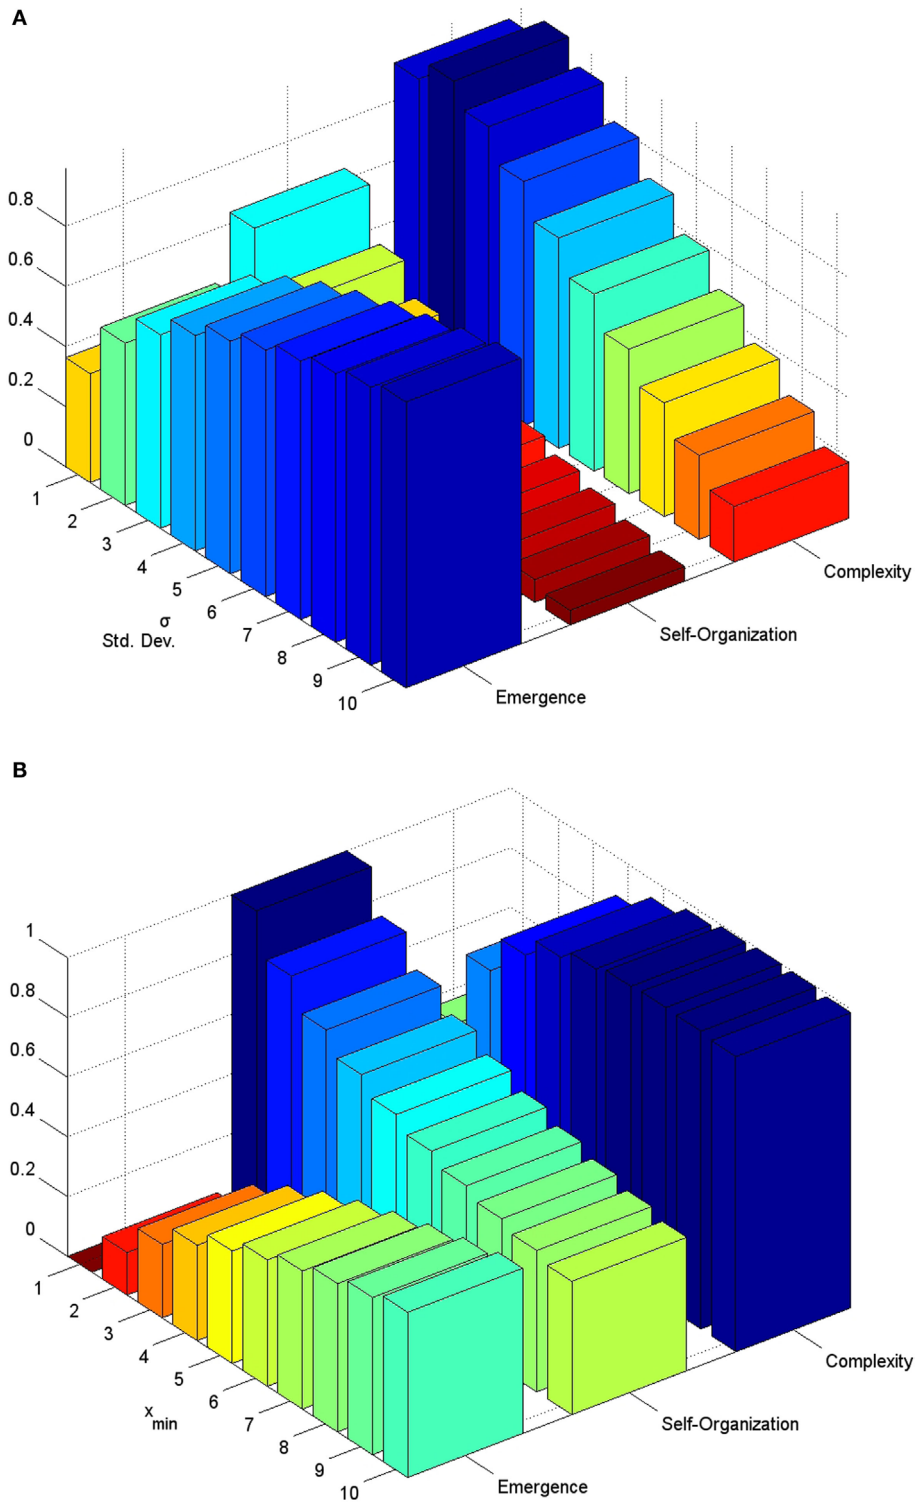 A
0.8
0.6
0.4
0.2
0
1
2
3
4
5
6
7
8
9
10
σ
Std. Dev.
Emergence
Self-Organization
Complexity
B
1
0.8
0.6
0.4
0.2
0
1
2
3
4
5
6
7
8
9
10
x
min
Emergence
Self-Organization
Complexity